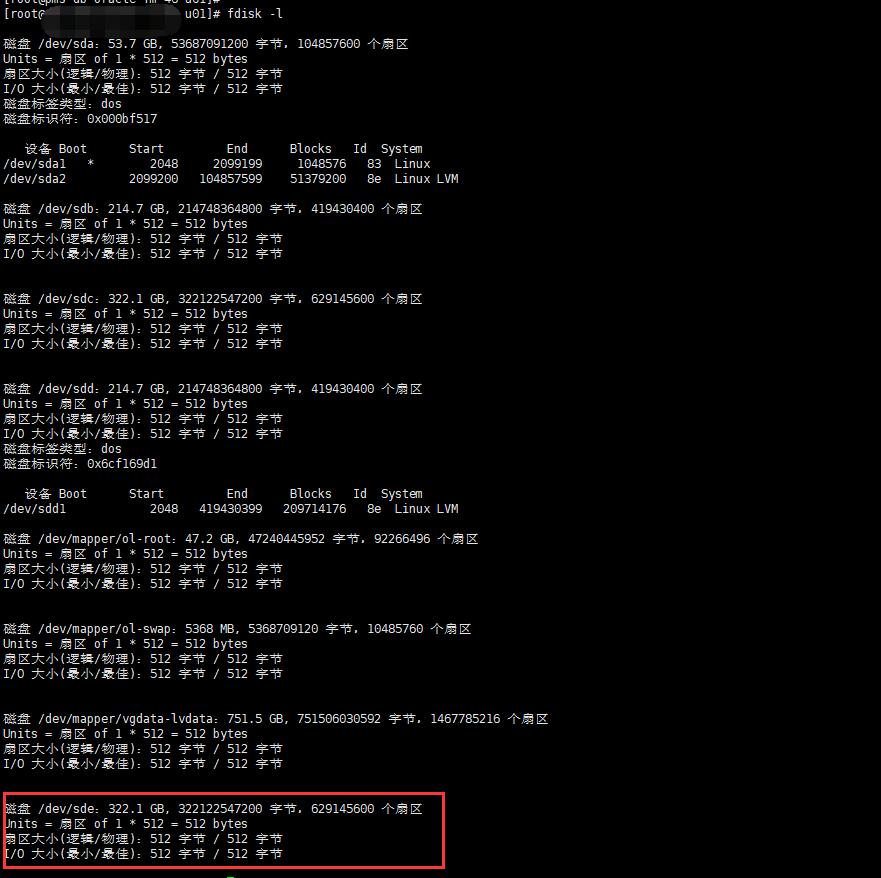 [root@pms-db-oracle-nm-46 u01]#
[root@ u01]# fdisk -l
磁盘 /dev/sda：53.7 GB, 53687091200 字节，104857600 个扇区
Units = 扇区 of 1 * 512 = 512 bytes
扇区大小(逻辑/物理)：512 字节 / 512 字节
I/O 大小(最小/最佳)：512 字节 / 512 字节
磁盘标签类型：dos
磁盘标识符：0x000bf517
设备 Boot      Start         End      Blocks   Id  System
/dev/sda1   *        2048     2099199     1048576   83  Linux
/dev/sda2         2099200   104857599    51379200   8e  Linux LVM
磁盘 /dev/sdb：214.7 GB, 214748364800 字节，419430400 个扇区
Units = 扇区 of 1 * 512 = 512 bytes
扇区大小(逻辑/物理)：512 字节 / 512 字节
I/O 大小(最小/最佳)：512 字节 / 512 字节
磁盘 /dev/sdc：322.1 GB, 322122547200 字节，629145600 个扇区
Units = 扇区 of 1 * 512 = 512 bytes
扇区大小(逻辑/物理)：512 字节 / 512 字节
I/O 大小(最小/最佳)：512 字节 / 512 字节
磁盘 /dev/sdd：214.7 GB, 214748364800 字节，419430400 个扇区
Units = 扇区 of 1 * 512 = 512 bytes
扇区大小(逻辑/物理)：512 字节 / 512 字节
I/O 大小(最小/最佳)：512 字节 / 512 字节
磁盘标签类型：dos
磁盘标识符：0x6cf169d1
设备 Boot      Start         End      Blocks   Id  System
/dev/sdd1            2048   419430399   209714176   8e  Linux LVM
磁盘 /dev/mapper/ol-root：47.2 GB, 47240445952 字节，92266496 个扇区
Units = 扇区 of 1 * 512 = 512 bytes
扇区大小(逻辑/物理)：512 字节 / 512 字节
I/O 大小(最小/最佳)：512 字节 / 512 字节
磁盘 /dev/mapper/ol-swap：5368 MB, 5368709120 字节，10485760 个扇区
Units = 扇区 of 1 * 512 = 512 bytes
扇区大小(逻辑/物理)：512 字节 / 512 字节
I/O 大小(最小/最佳)：512 字节 / 512 字节
磁盘 /dev/mapper/vgdata-lvdata：751.5 GB, 751506030592 字节，1467785216 个扇区
Units = 扇区 of 1 * 512 = 512 bytes
扇区大小(逻辑/物理)：512 字节 / 512 字节
I/O 大小(最小/最佳)：512 字节 / 512 字节
磁盘 /dev/sde：322.1 GB, 322122547200 字节，629145600 个扇区
Units = 扇区 of 1 * 512 = 512 bytes
扇区大小(逻辑/物理)：512 字节 / 512 字节
I/O 大小(最小/最佳)：512 字节 / 512 字节